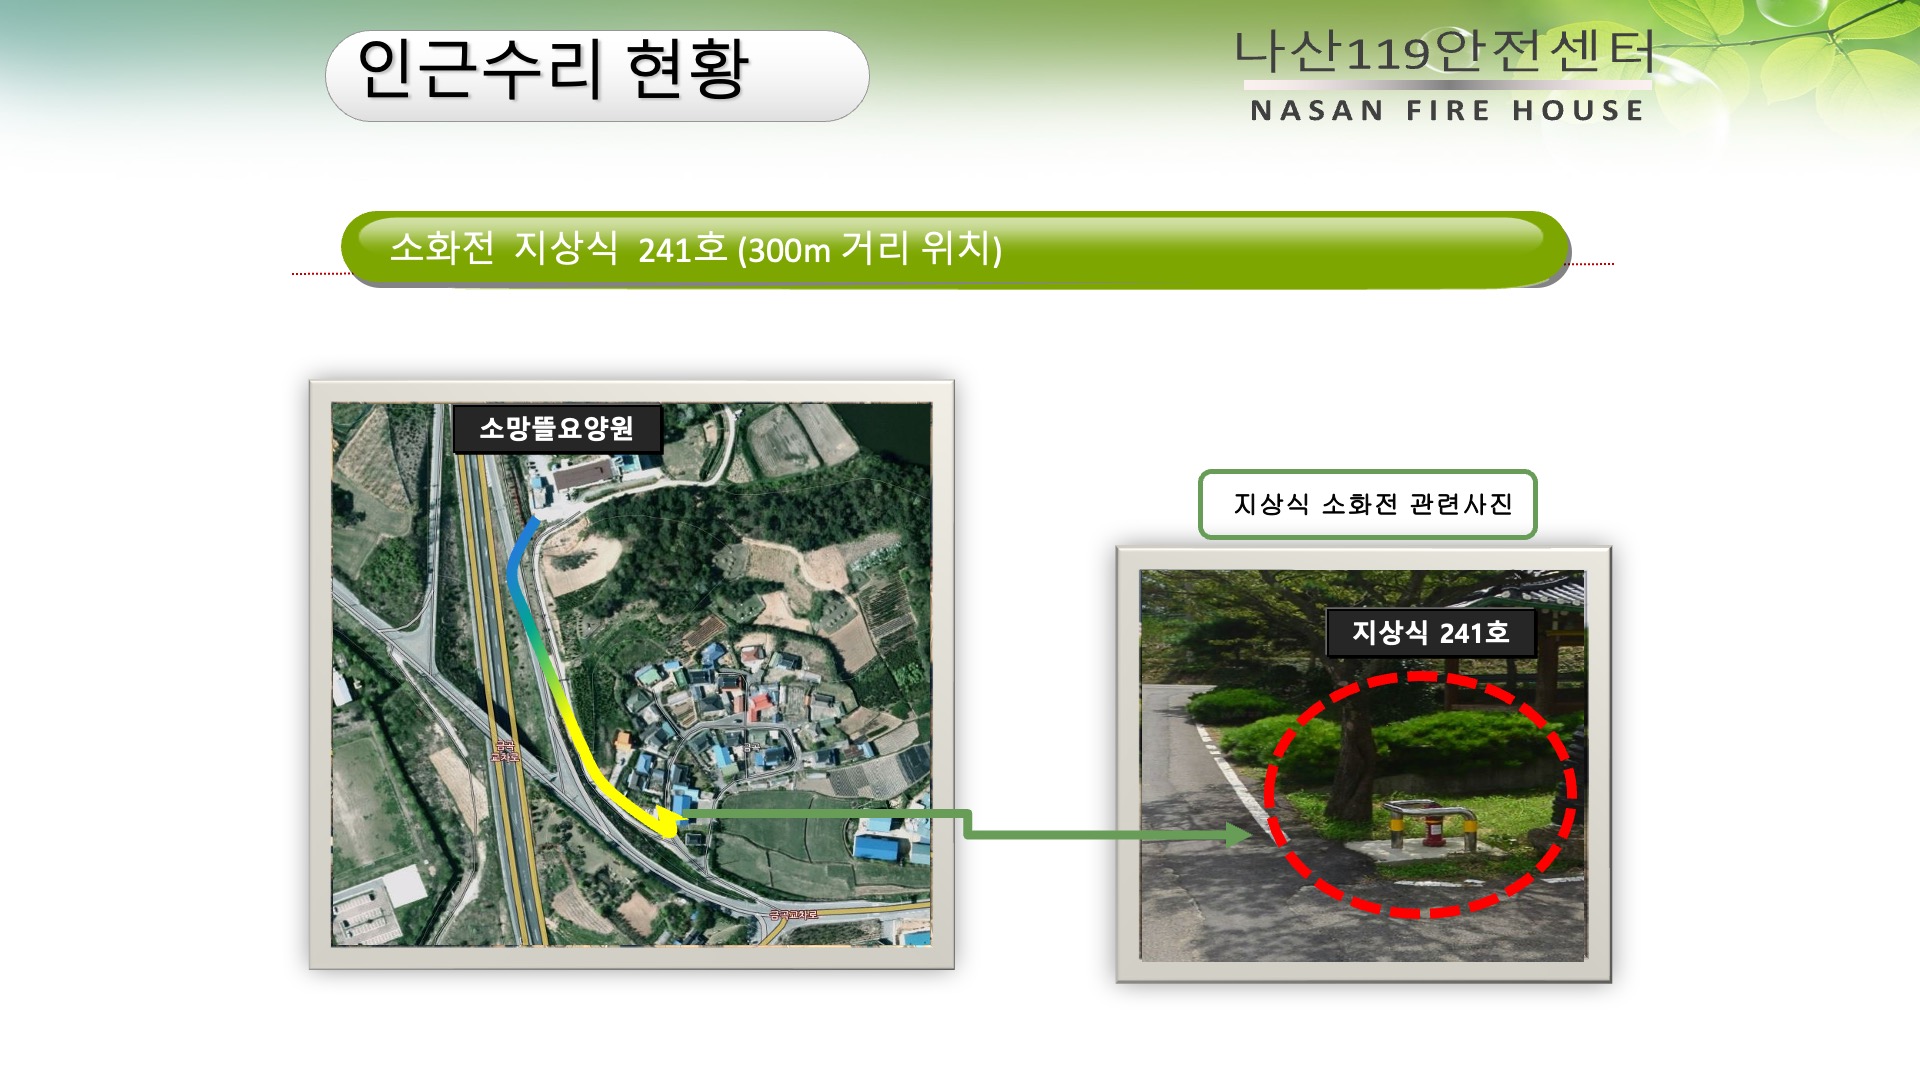 인근수리 현황
나산119안전센터
NASAN FIRE HOUSE
소화전 지상식 241호 (300m 거리 위치)
소망뜰요양원
금곡
교차로
금곡
금곡교차로
지상식 소화전 관련사진
지상식 241호